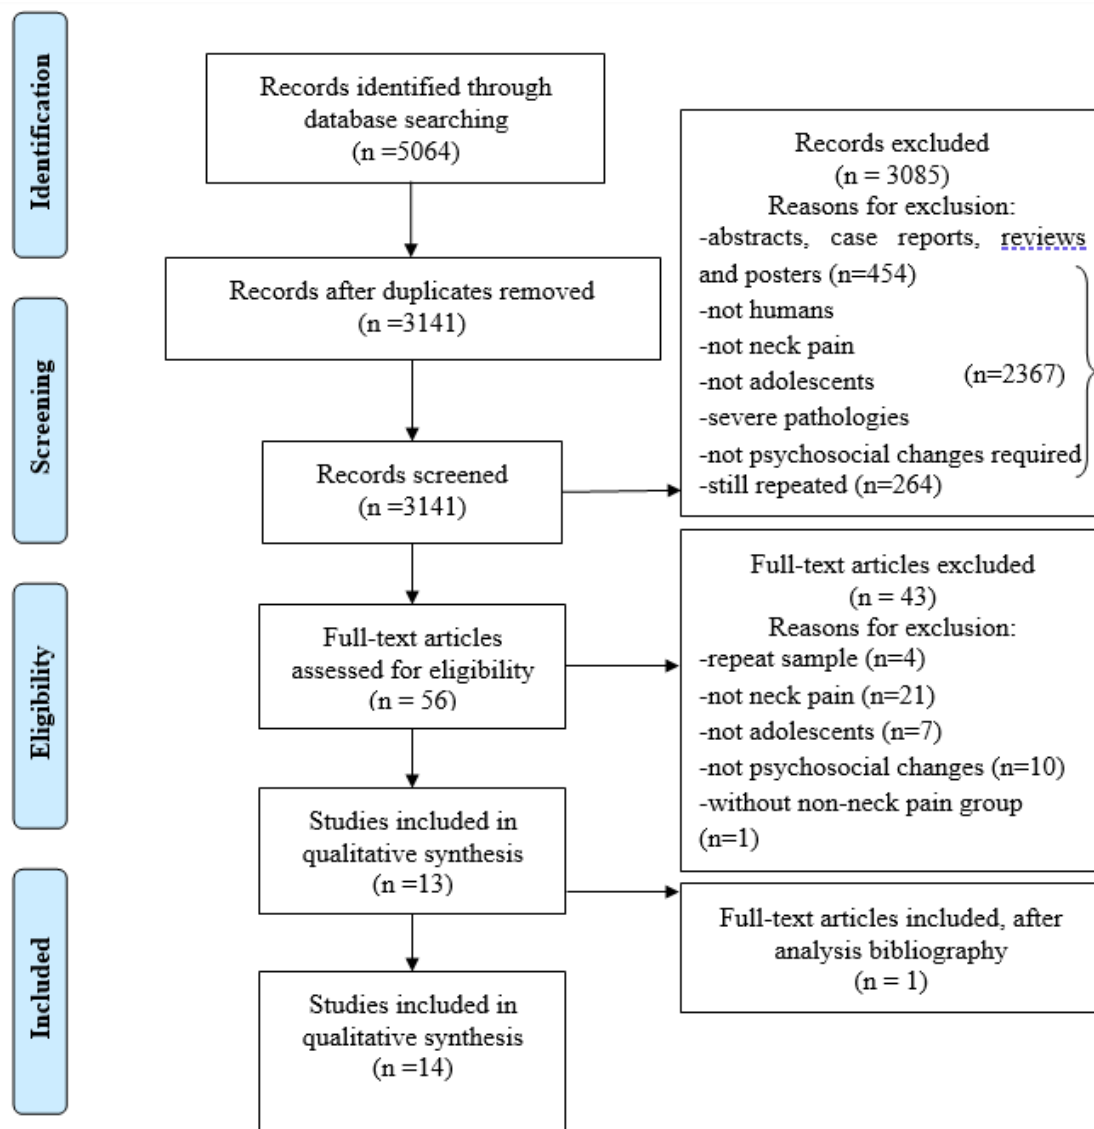 Identification
Records identified through
database searching
(n =5064)
Records after duplicates removed
(n =3141)
Screening
Records screened
(n =3141)
Records excluded
(n = 3085)
Reasons for exclusion:
-abstracts, case reports, reviews
and posters (n=454)
-not humans
-not neck pain
-not adolescents
(n=2367)
-severe pathologies
-not psychosocial changes required
-still repeated (n=264)
Eligibility
Full-text articles
assessed for eligibility
(n = 56)
Full-text articles excluded
(n = 43)
Reasons for exclusion:
-repeat sample (n=4)
-not neck pain (n=21)
-not adolescents (n=7)
-not psychosocial changes (n=10)
-without non-neck pain group
(n=1)
Studies included in
qualitative synthesis
(n =13)
Included
Full-text articles included, after
analysis bibliography
(n = 1)
Studies included in
qualitative synthesis
(n =14)